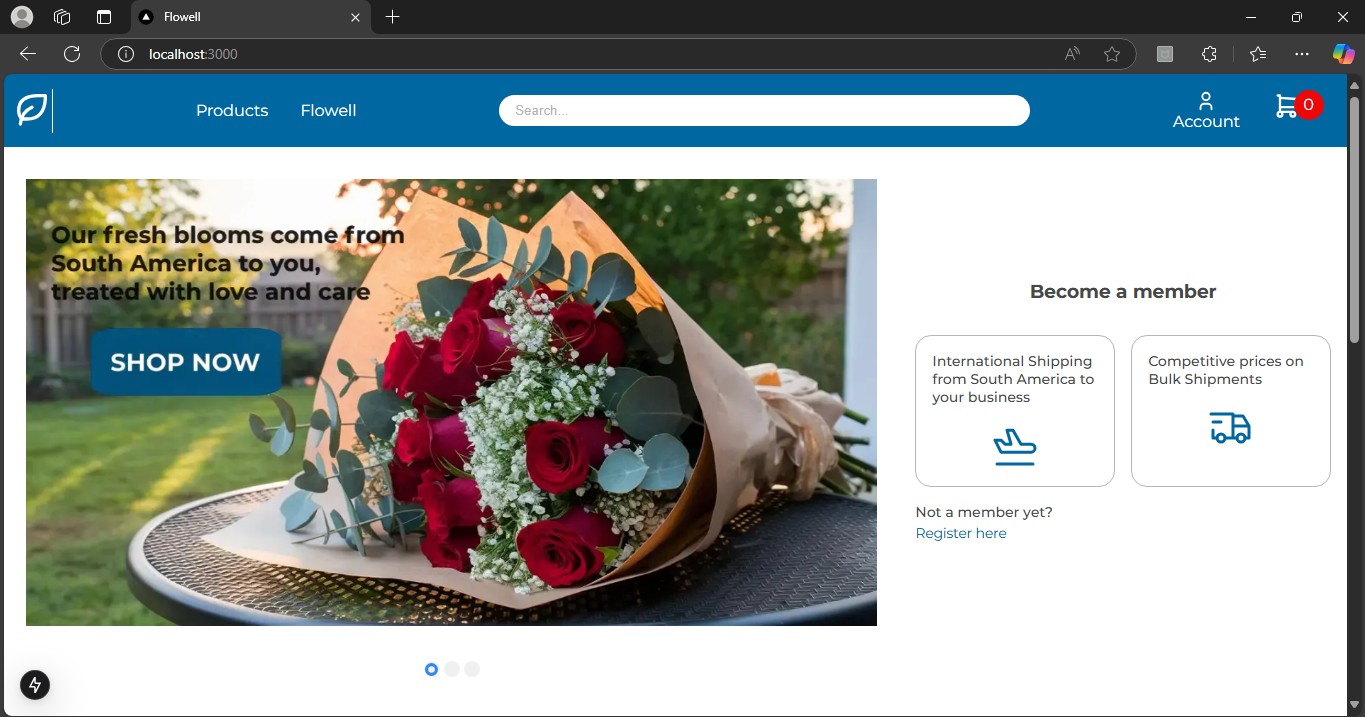 Flowell
localhost:3000
Products
Flowell
Search...
Account
0
Our fresh blooms come from
South America to you,
treated with love and care
SHOP NOW
Become a member
International Shipping
from South America to
your business
Competitive prices on
Bulk Shipments
Not a member yet?
Register here